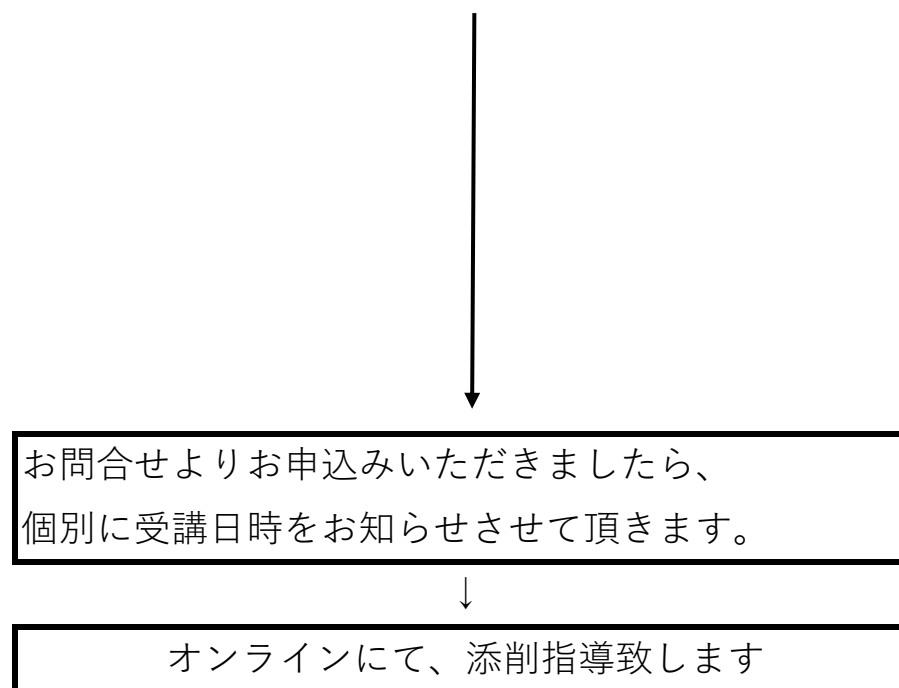 お問合せよりお申込みいただきましたら、
個別に受講日時をお知らせさせて頂きます。
↓
オンラインにて、添削指導致します